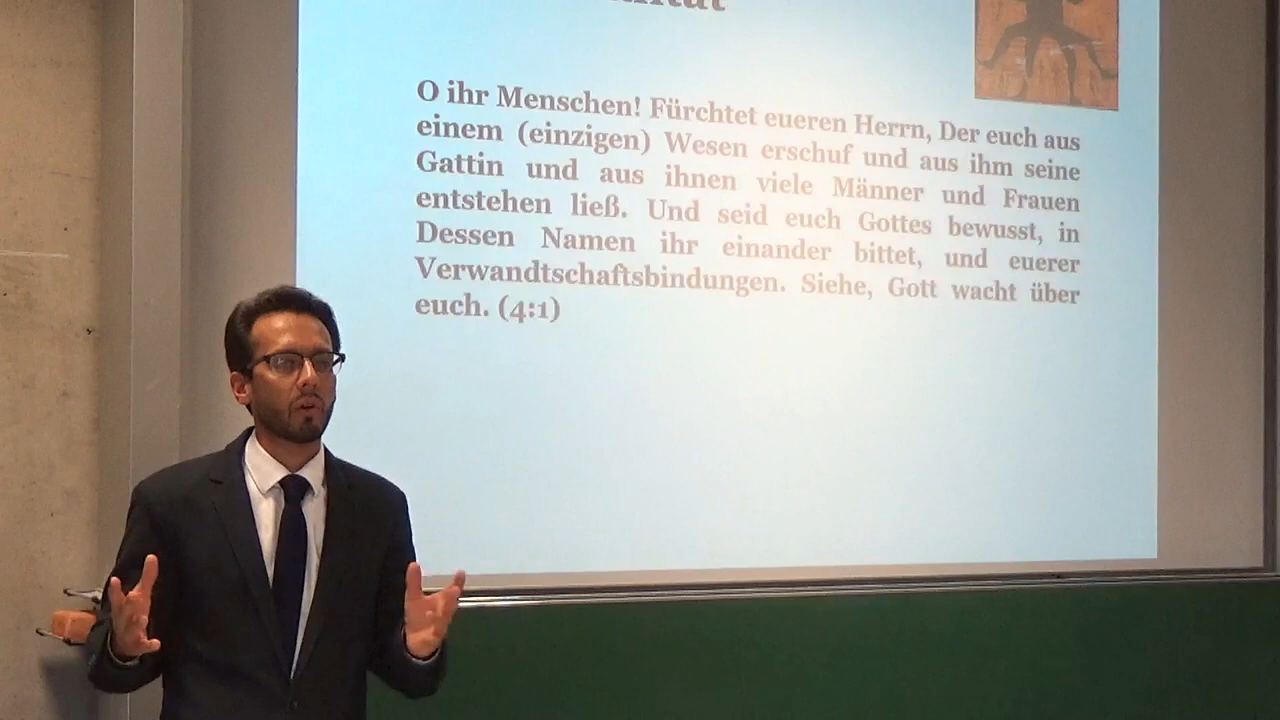 O ihr Menschen! Fürchtet eueren Herrn, Der euch aus
einem (einzigen) Wesen erschuf und aus ihm seine
Gattin und aus ihnen viele Männer und Frauen
entstehen ließ. Und seid euch Gottes bewusst, in
Dessen Namen ihr einander bittet, und euerer
Verwandtschaftsbindungen. Siehe, Gott wacht über
euch. (4:1)